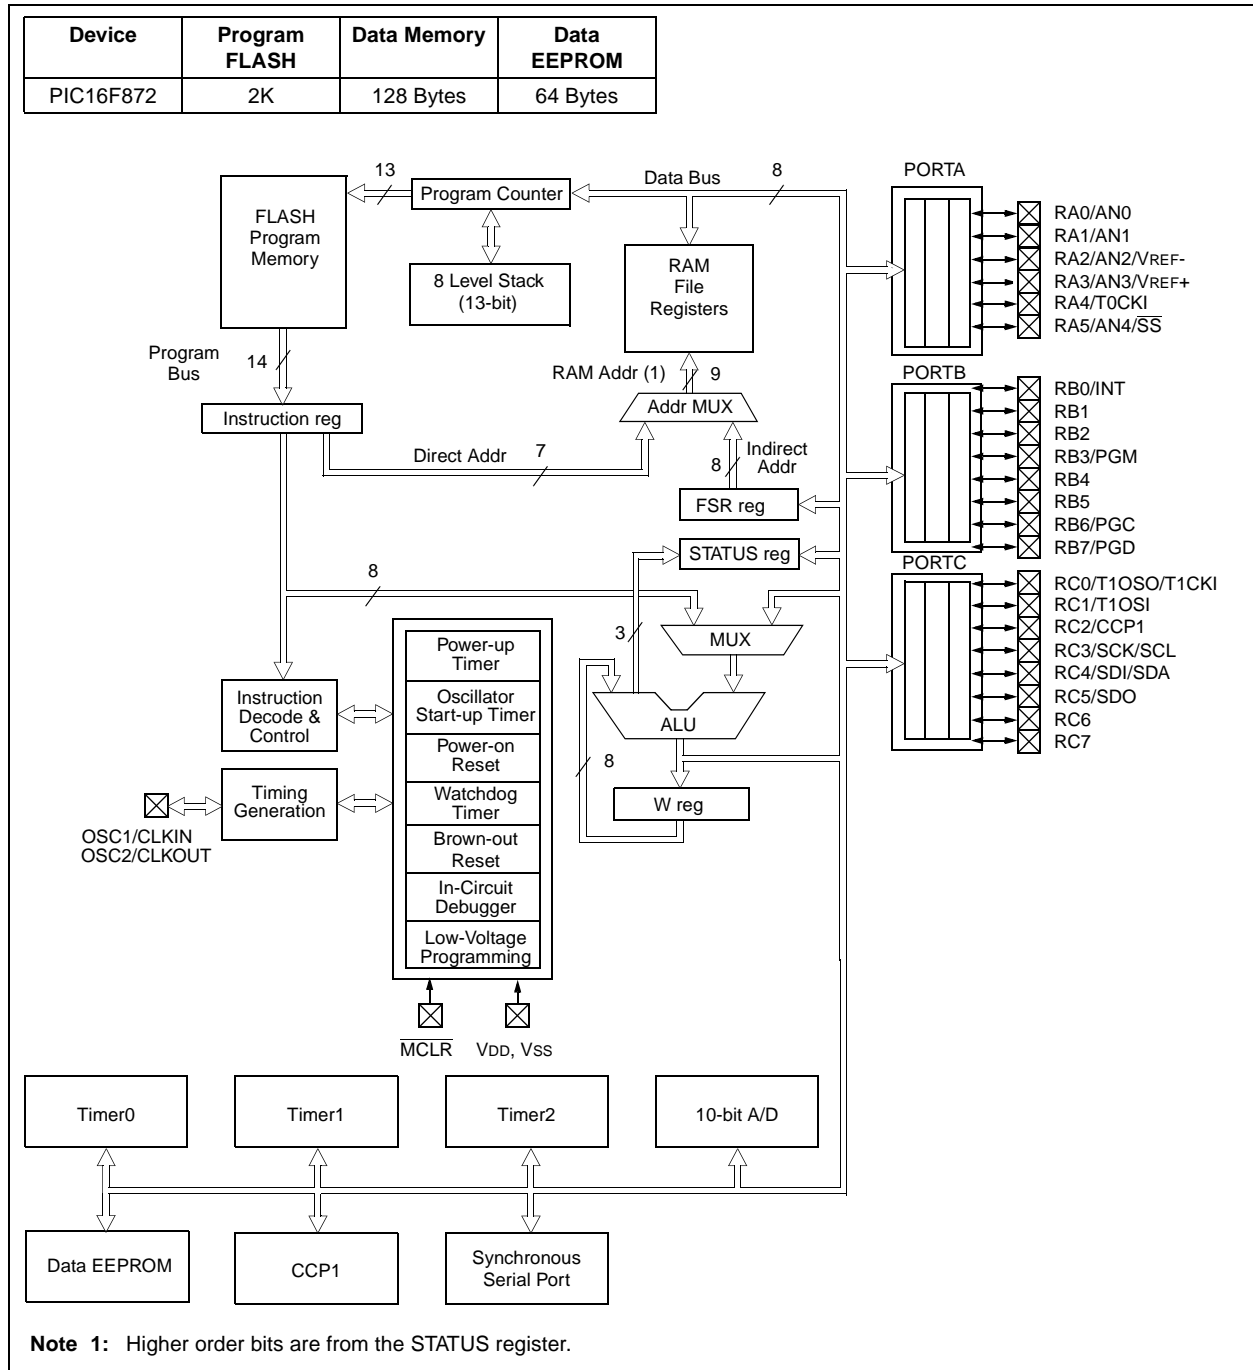 Device Program FLASH Data Memory Data EEPROM
PIC16F872 2K 128 Bytes 64 Bytes
13
Program Counter
Data Bus
8
FLASH
Program
Memory
8 Level Stack
(13-bit)
RAM
File
Registers
Program
Bus
14
RAM Addr (1)
9
Addr MUX
Instruction reg
Direct Addr
7
Indirect
Addr
8
FSR reg
STATUS reg
8
3
MUX
ALU
8
W reg
Power-up
Timer
Oscillator
Start-up Timer
Power-on
Reset
Watchdog
Timer
Brown-out
Reset
In-Circuit
Debugger
Low-Voltage
Programming
Instruction
Decode &
Control
Timing
Generation
OSC1/CLKIN
OSC2/CLKOUT
MCLR
VDD, VSS
PORTA
RA0/AN0
RA1/AN1
RA2/AN2/VREF-
RA3/AN3/VREF+
RA4/T0CKI
RA5/AN4/SS
PORTB
RB0/INT
RB1
RB2
RB3/PGM
RB4
RB5
RB6/PGC
RB7/PGD
PORTC
RC0/T1OSO/T1CKI
RC1/T1OSI
RC2/CCP1
RC3/SCK/SCL
RC4/SDI/SDA
RC5/SDO
RC6
RC7
Timer0
Timer1
Timer2
10-bit A/D
Data EEPROM
CCP1
Synchronous
Serial Port
Note 1: Higher order bits are from the STATUS register.